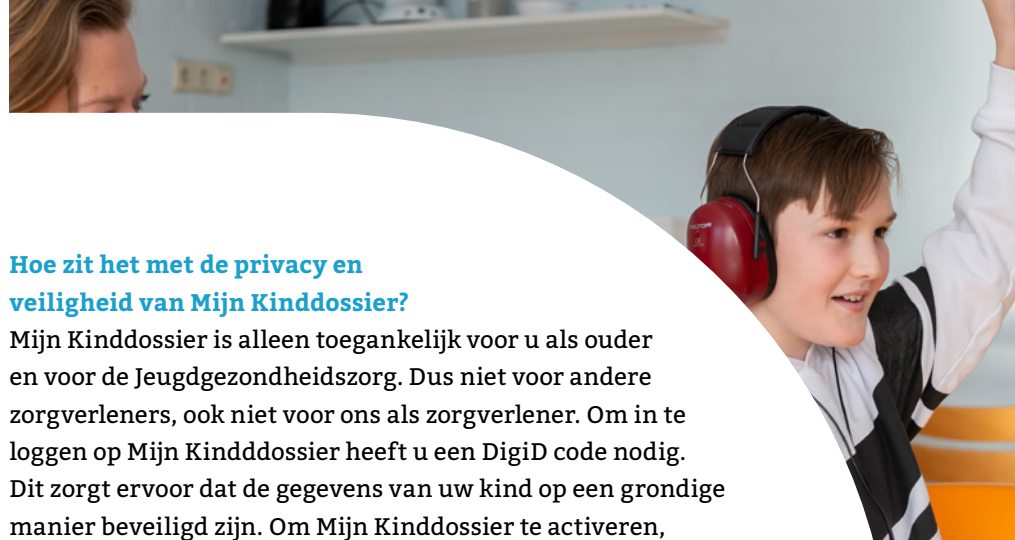 Hoe zit het met de privacy en
veiligheid van Mijn Kinddossier?
Mijn Kinddossier is alleen toegankelijk voor u als ouder
en voor de Jeugdgezondheidszorg. Dus niet voor andere
zorgverleners, ook niet voor ons als zorgverlener. Om in te
loggen op Mijn Kindddossier heeft u een DigiD code nodig.
Dit zorgt ervoor dat de gegevens van uw kind op een grondige
manier beveiligd zijn. Om Mijn Kinddossier te activeren,